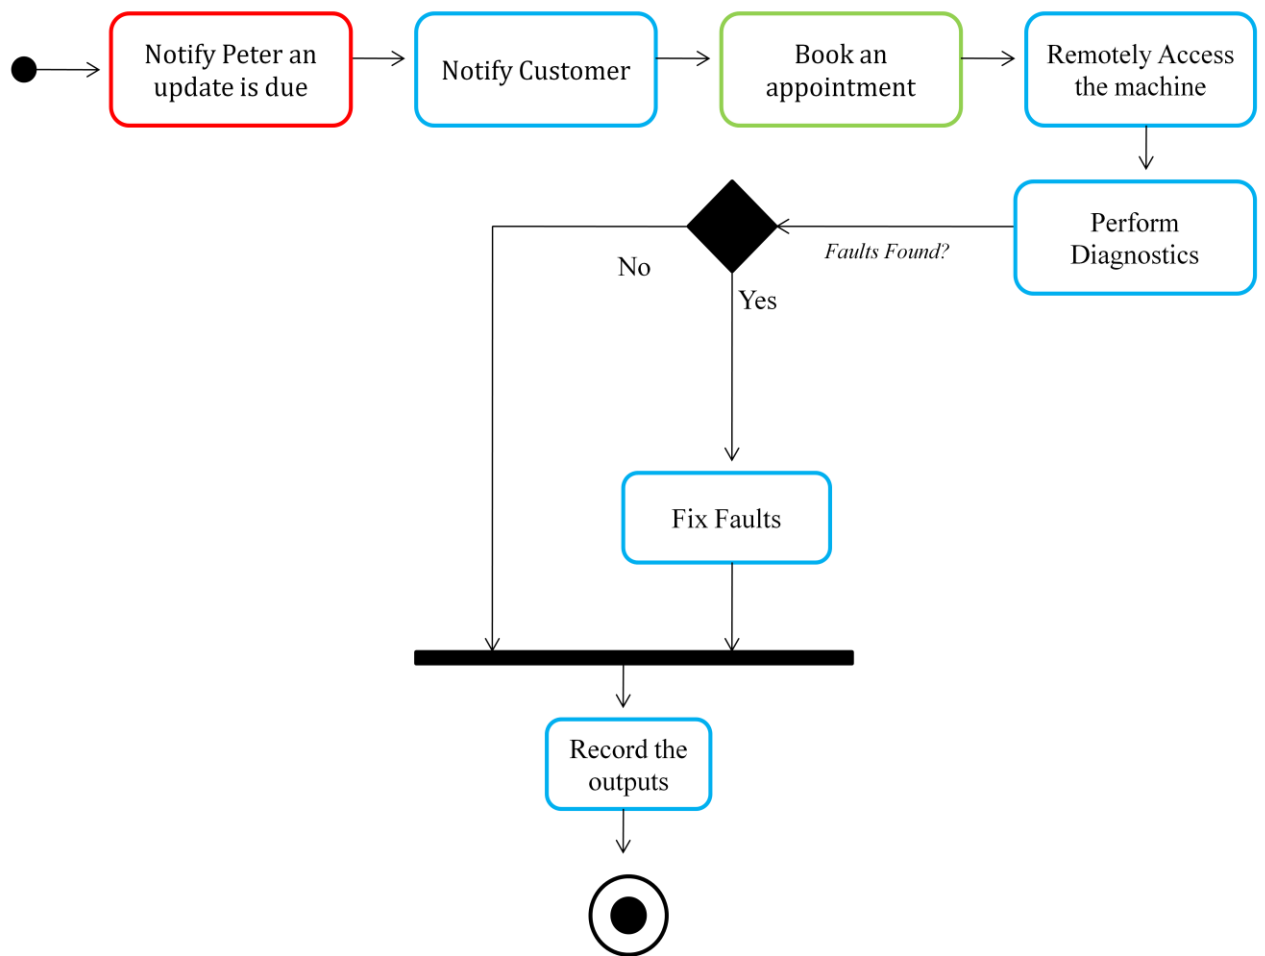 Notify Peter an
update is due
Notify Customer
Book an
appointment
Remotely Access
the machine
Perform
Diagnostics
Faults Found?
No
Yes
Fix Faults
Record the
outputs